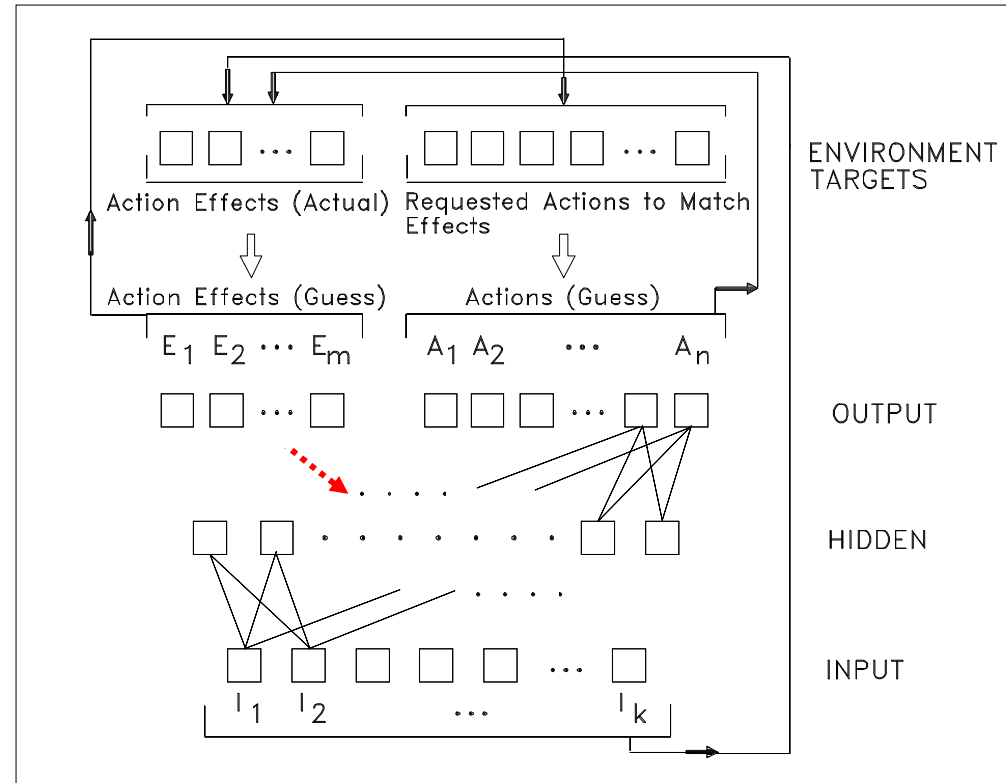 ENVIRONMENT
TARGETS
Action Effects (Actual)
Requested Actions to Match
Effects
Action Effects (Guess)
Actions (Guess)
E1 E2 ... Em
A1 A2 ... An
OUTPUT
HIDDEN
INPUT
I1 I2 ... Ik